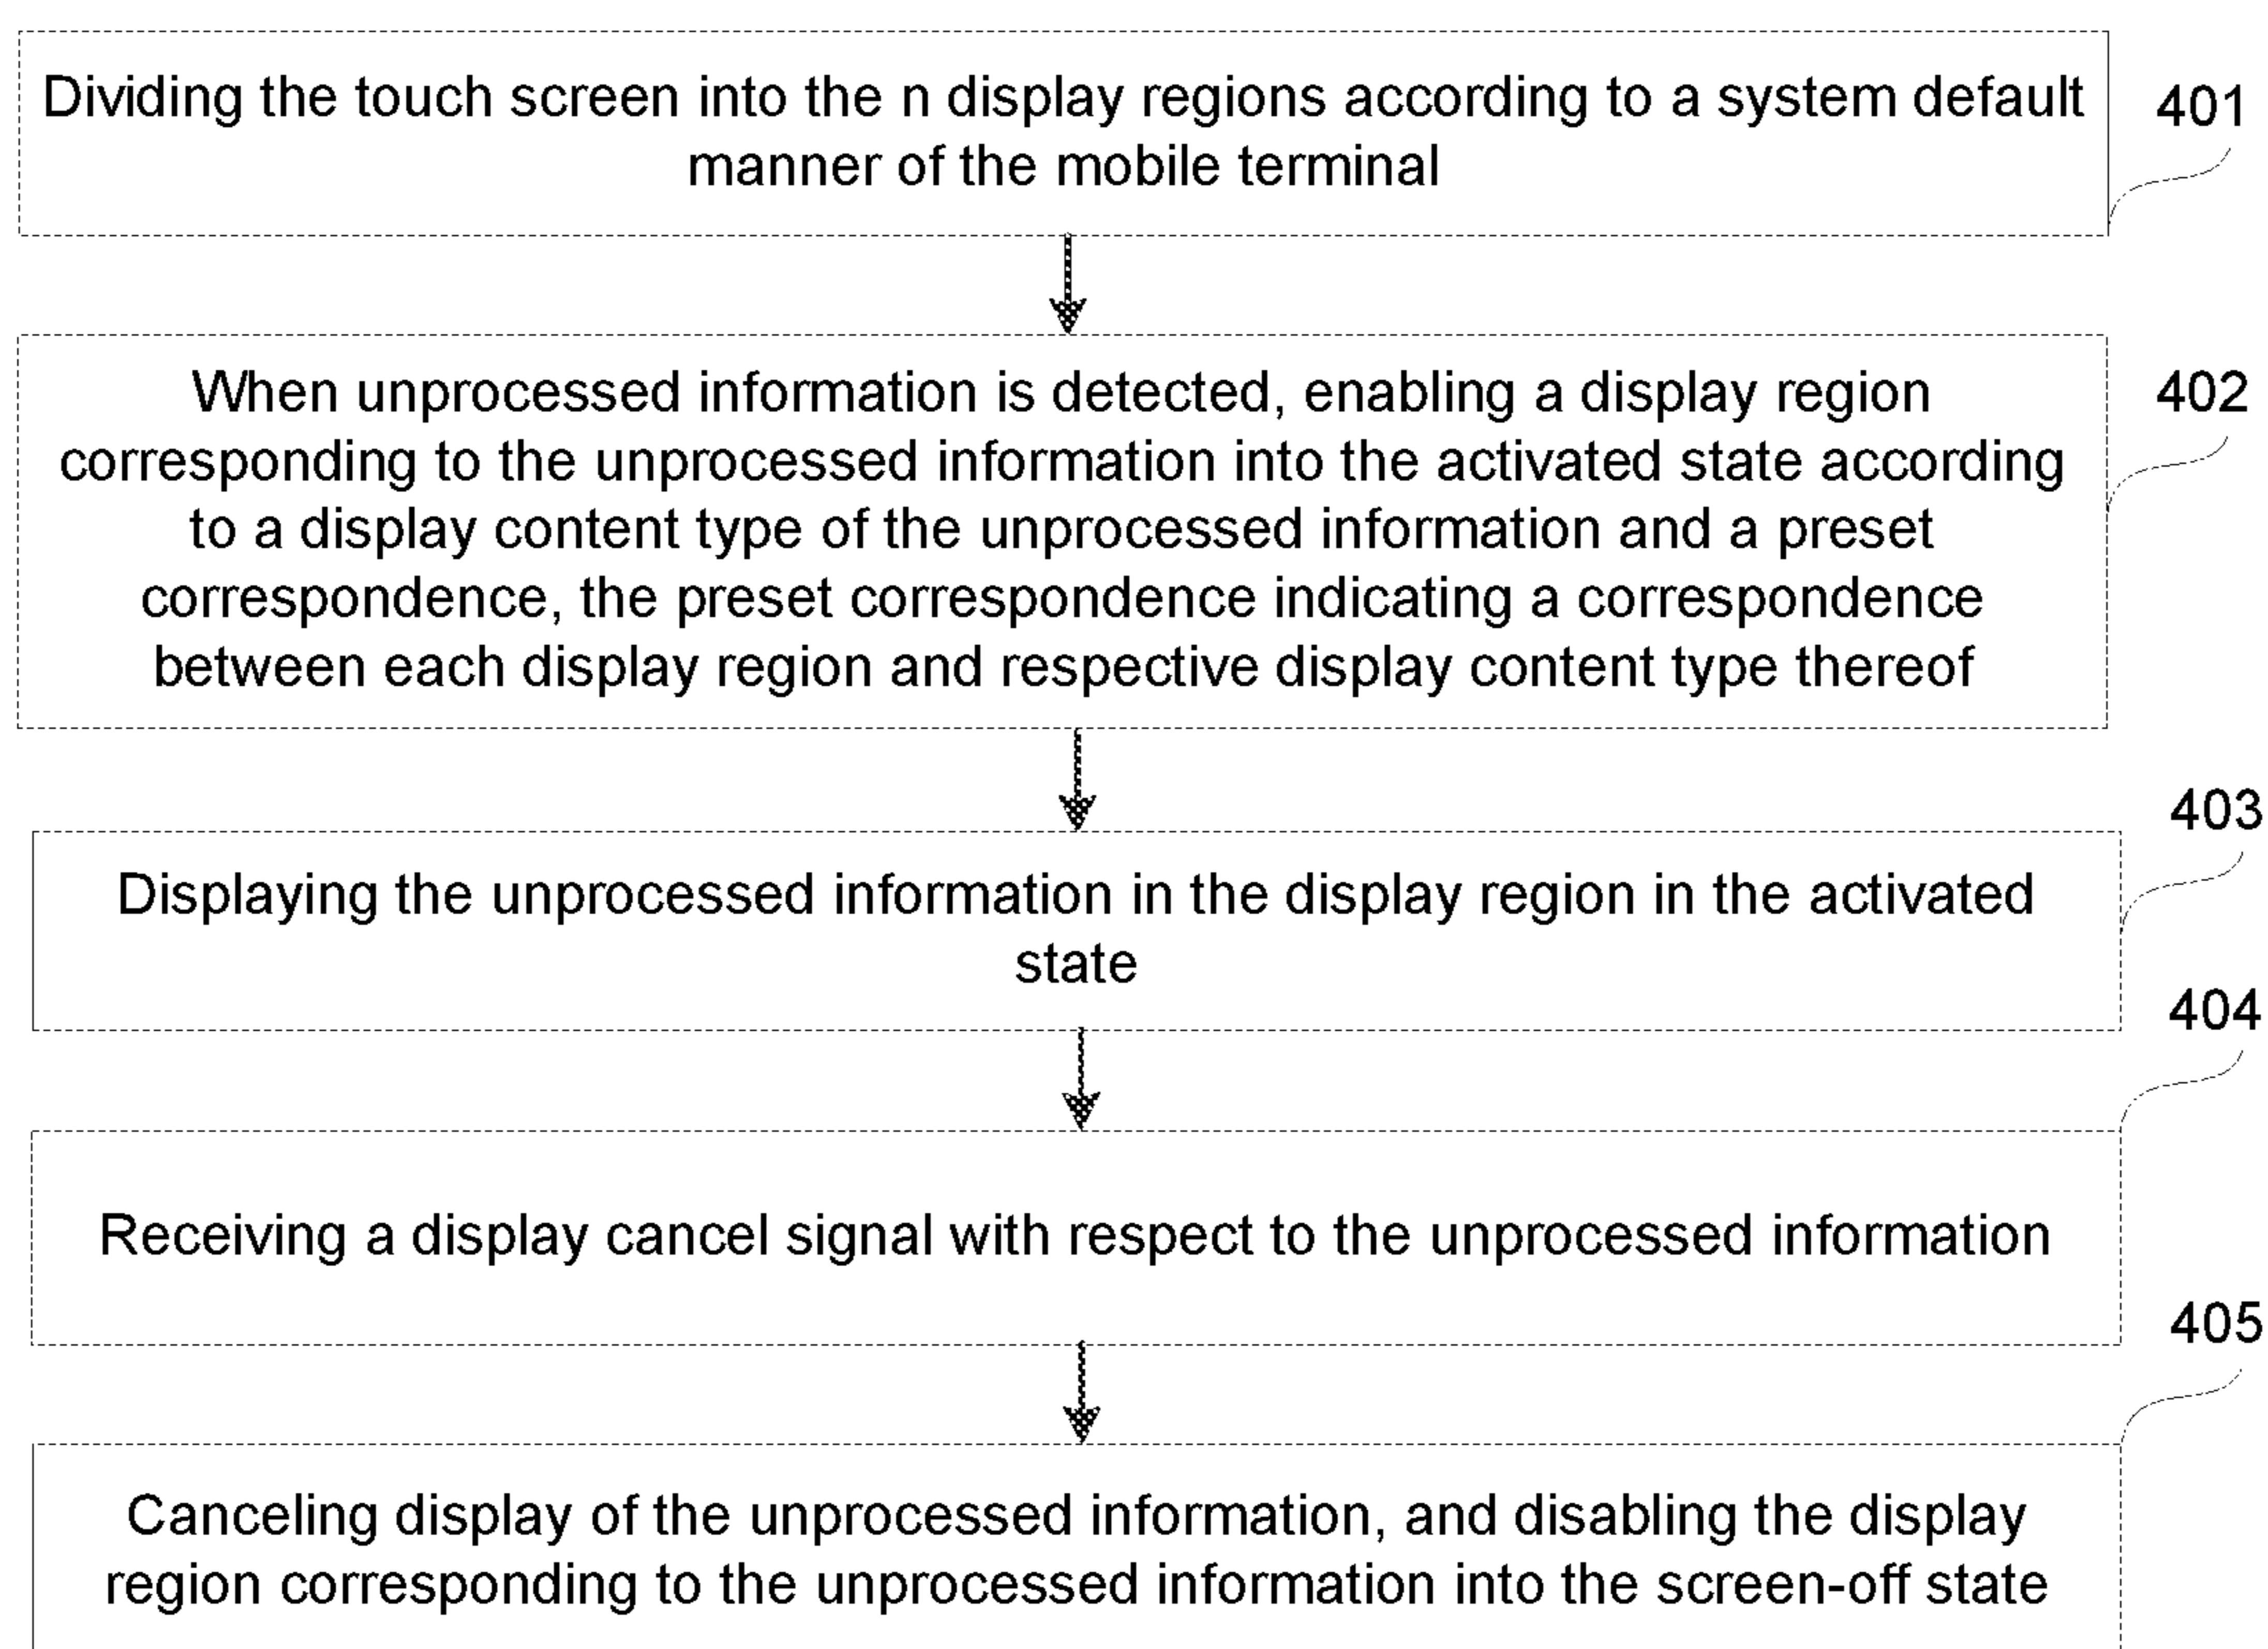 Dividing the touch screen into the n display regions according to a system default
manner of the mobile terminal
401
When unprocessed information is detected, enabling a display region
corresponding to the unprocessed information into the activated state according
to a display content type of the unprocessed information and a preset
correspondence, the preset correspondence indicating a correspondence
between each display region and respective display content type thereof
402
Displaying the unprocessed information in the display region in the activated
state
403
Receiving a display cancel signal with respect to the unprocessed information
404
Canceling display of the unprocessed information, and disabling the display
region corresponding to the unprocessed information into the screen-off state
405